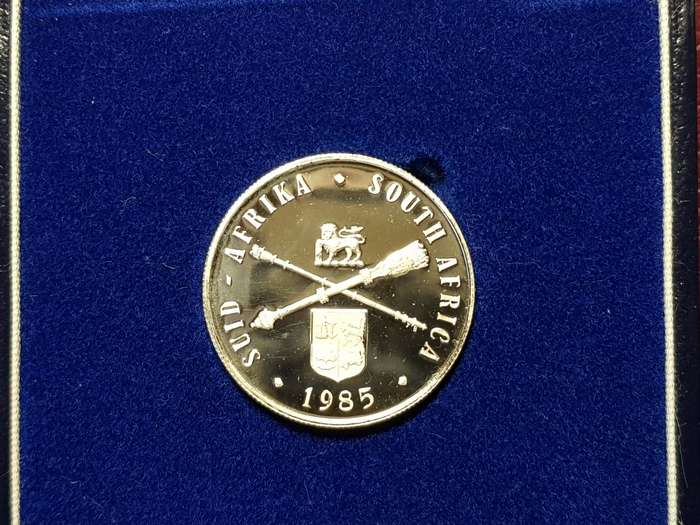 SUID - AFRIKA · SOUTH AFRICA
· 1985 ·